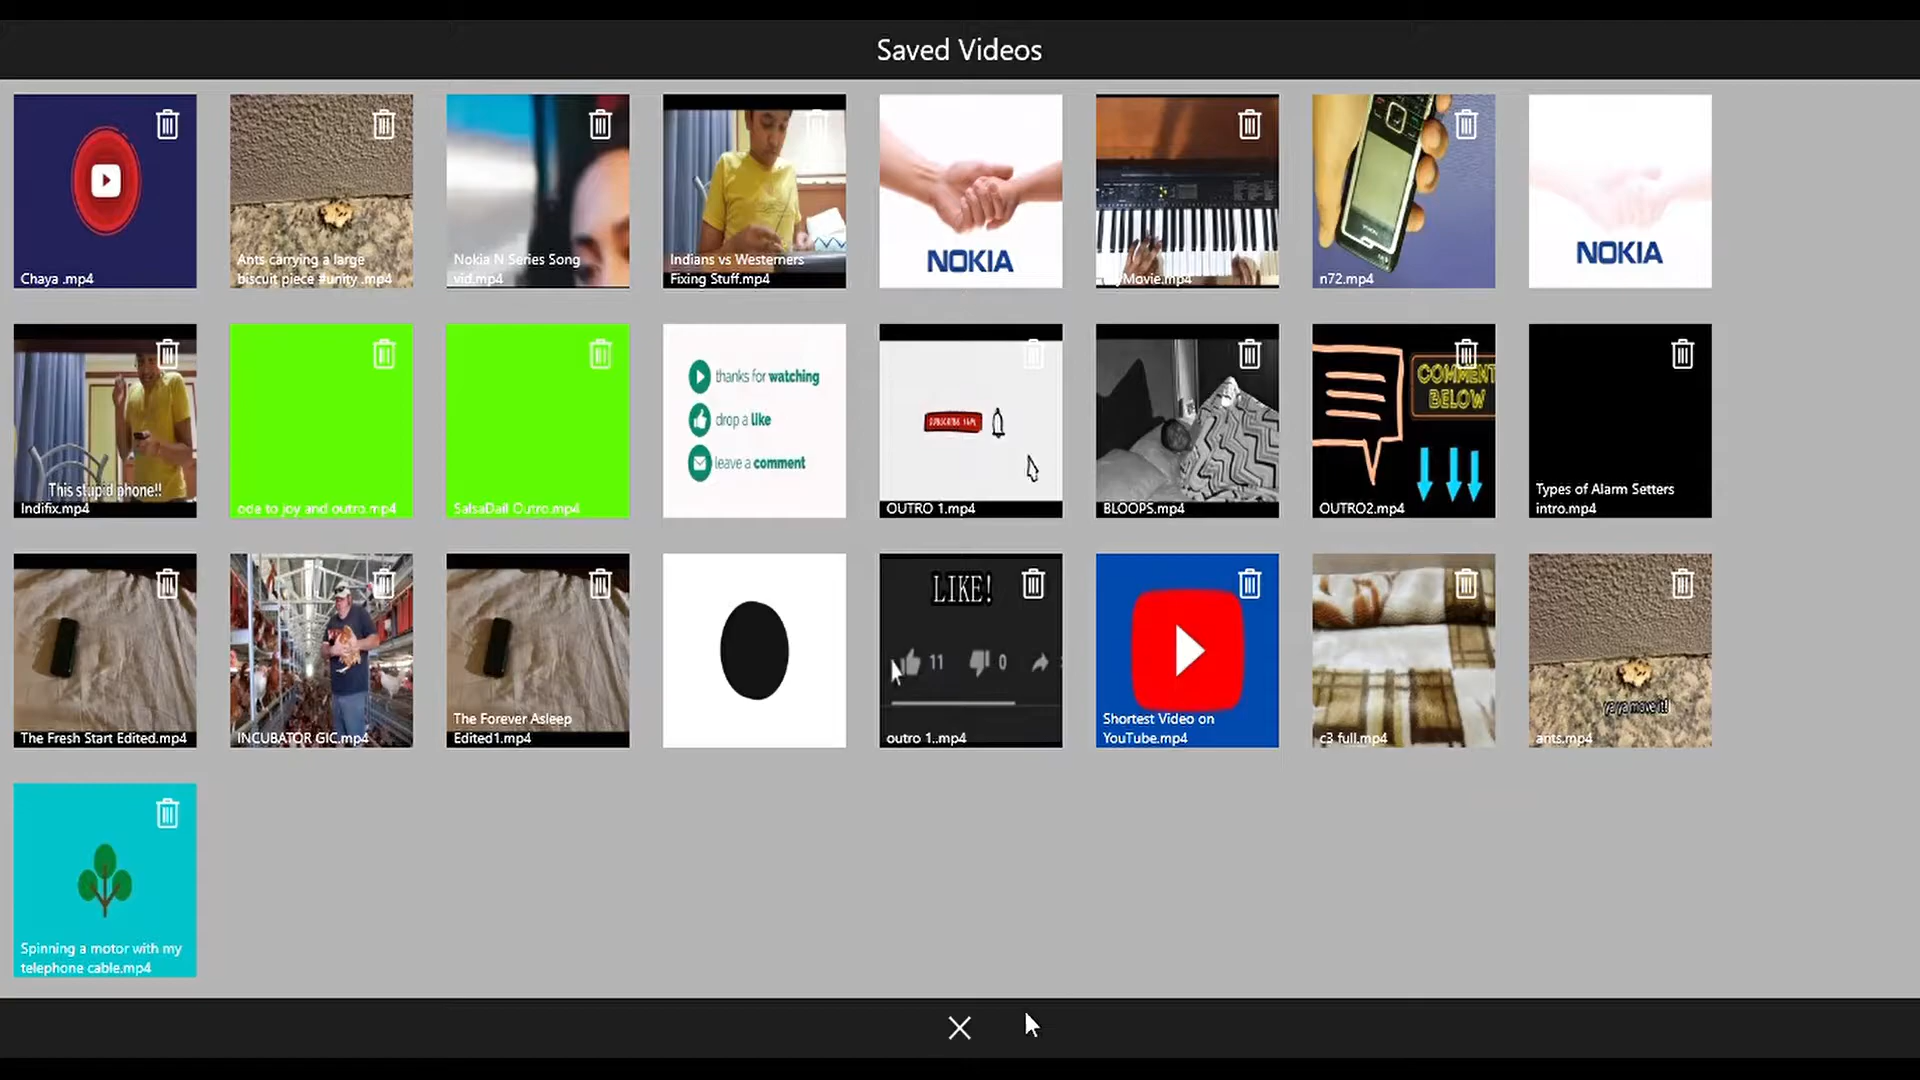 Saved Videos
Chaya .mp4
Ants carrying a large
biscuit piece #unity .mp4
Nokia N Series Song
vid.mp4
Indians vs Westerners
Fixing Stuff.mp4
NOKIA
n72.mp4
NOKIA
This stupid phone!!
Indifix.mp4
ode to joy and outro.mp4
SalsaDail Outro.mp4
thanks for watching
drop a like
leave a comment
SUBSCRIBE
OUTRO 1.mp4
BLOOPS.mp4
COMMENT
BELOW
OUTRO2.mp4
Types of Alarm Setters
intro.mp4
The Fresh Start Edited.mp4
INCUBATOR GIC.mp4
The Forever Asleep
Edited1.mp4
LIKE!
11 0
outro 1..mp4
Shortest Video on
YouTube.mp4
c3 full.mp4
ya ya move it!
ants.mp4
Spinning a motor with my
telephone cable.mp4